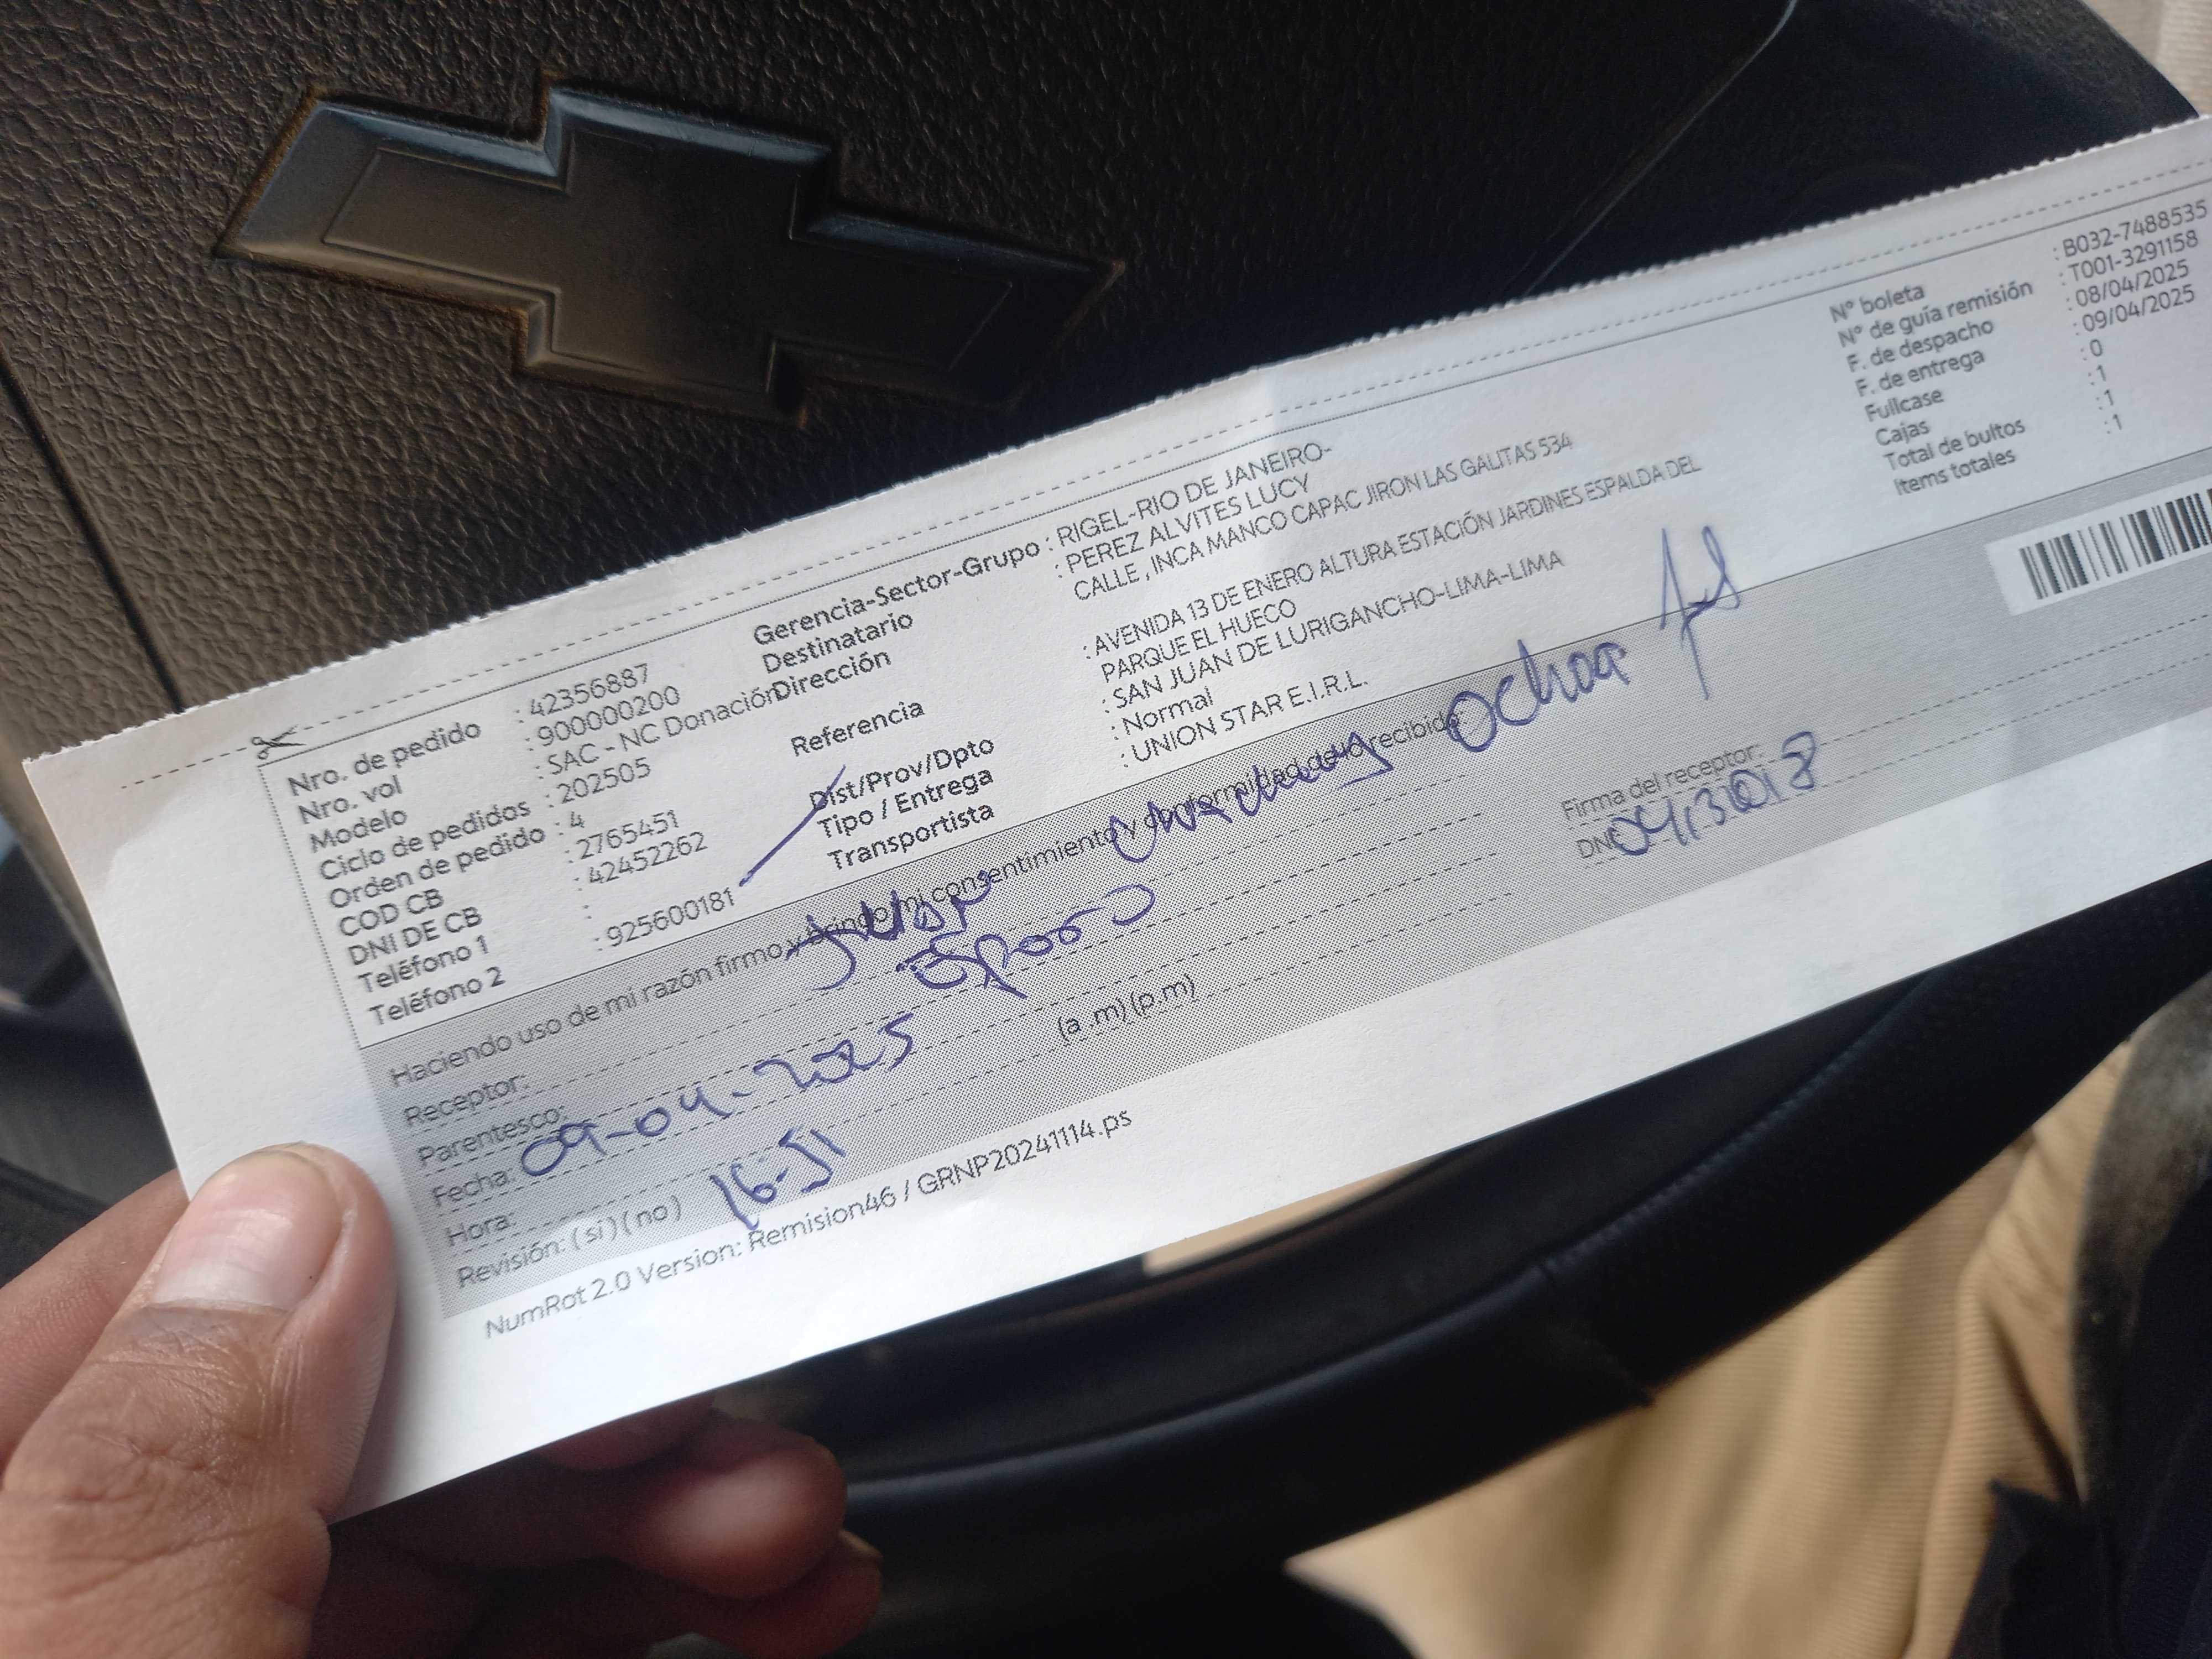 Nro. de pedido : 42356887
Nro. vol : 900000200
Modelo : SAC - NC Donación
Ciclo de pedidos : 202505
Orden de pedido : 4
COD CB : 2765451
DNI DE CB : 42452262
Teléfono 1 :
Teléfono 2 : 925600181
Gerencia-Sector-Grupo : RIGEL-RIO DE JANEIRO-
Destinatario : PEREZ ALVITES LUCY
Dirección CALLE , INCA MANCO CAPAC JIRON LAS GALITAS 534
Referencia : AVENIDA 13 DE ENERO ALTURA ESTACIÓN JARDINES ESPALDA DEL
PARQUE EL HUECO
Dist/Prov/Dpto : SAN JUAN DE LURIGANCHO-LIMA-LIMA
Tipo / Entrega : Normal
Transportista : UNION STAR E.I.R.L.
N° boleta : B032-7488535
N° de guía remisión : T001-3291158
F. de despacho : 08/04/2025
F. de entrega : 09/04/2025
Fullcase : 0
Cajas : 1
Total de bultos : 1
Items totales : 1
Haciendo uso de mi razón firmo y brindo mi consentimiento y conformidad de lo recibido
Receptor: Ochoa
Parentesco: Esposo
Fecha: 09-04-2025
Hora: 16-51 (a .m) (p.m)
Revisión: ( si ) ( no )
Firma del receptor:
DNI:
NumRot 2.0 Version: Remision46 / GRNP20241114.ps